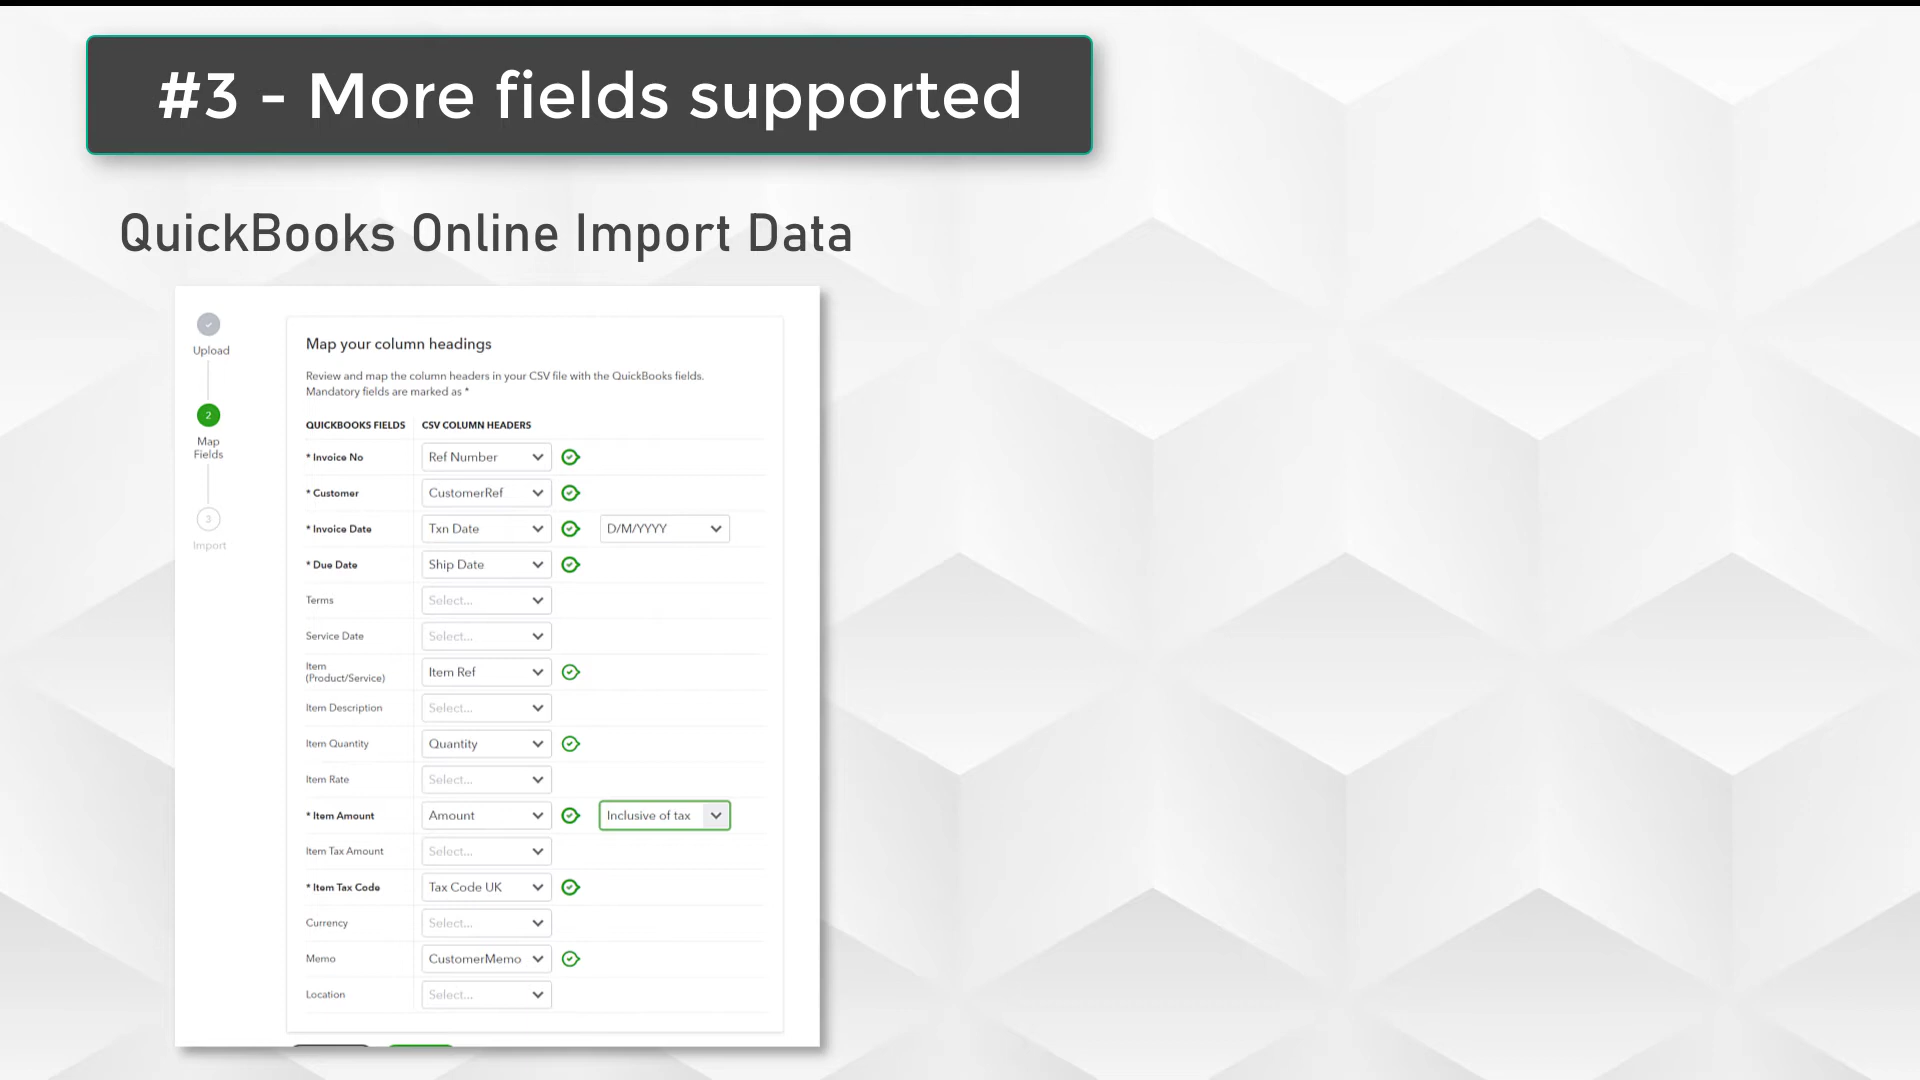 #3 - More fields supported
QuickBooks Online Import Data
Upload
2
Map
Fields
3
Import
Map your column headings
Review and map the column headers in your CSV file with the QuickBooks fields.
Mandatory fields are marked as *
QUICKBOOKS FIELDS CSV COLUMN HEADERS
* Invoice No Ref Number
* Customer CustomerRef
* Invoice Date Txn Date D/M/YYYY
* Due Date Ship Date
Terms Select...
Service Date Select...
Item
(Product/Service) Item Ref
Item Description Select...
Item Quantity Quantity
Item Rate Select...
* Item Amount Amount Inclusive of tax
Item Tax Amount Select...
* Item Tax Code Tax Code UK
Currency Select...
Memo CustomerMemo
Location Select...